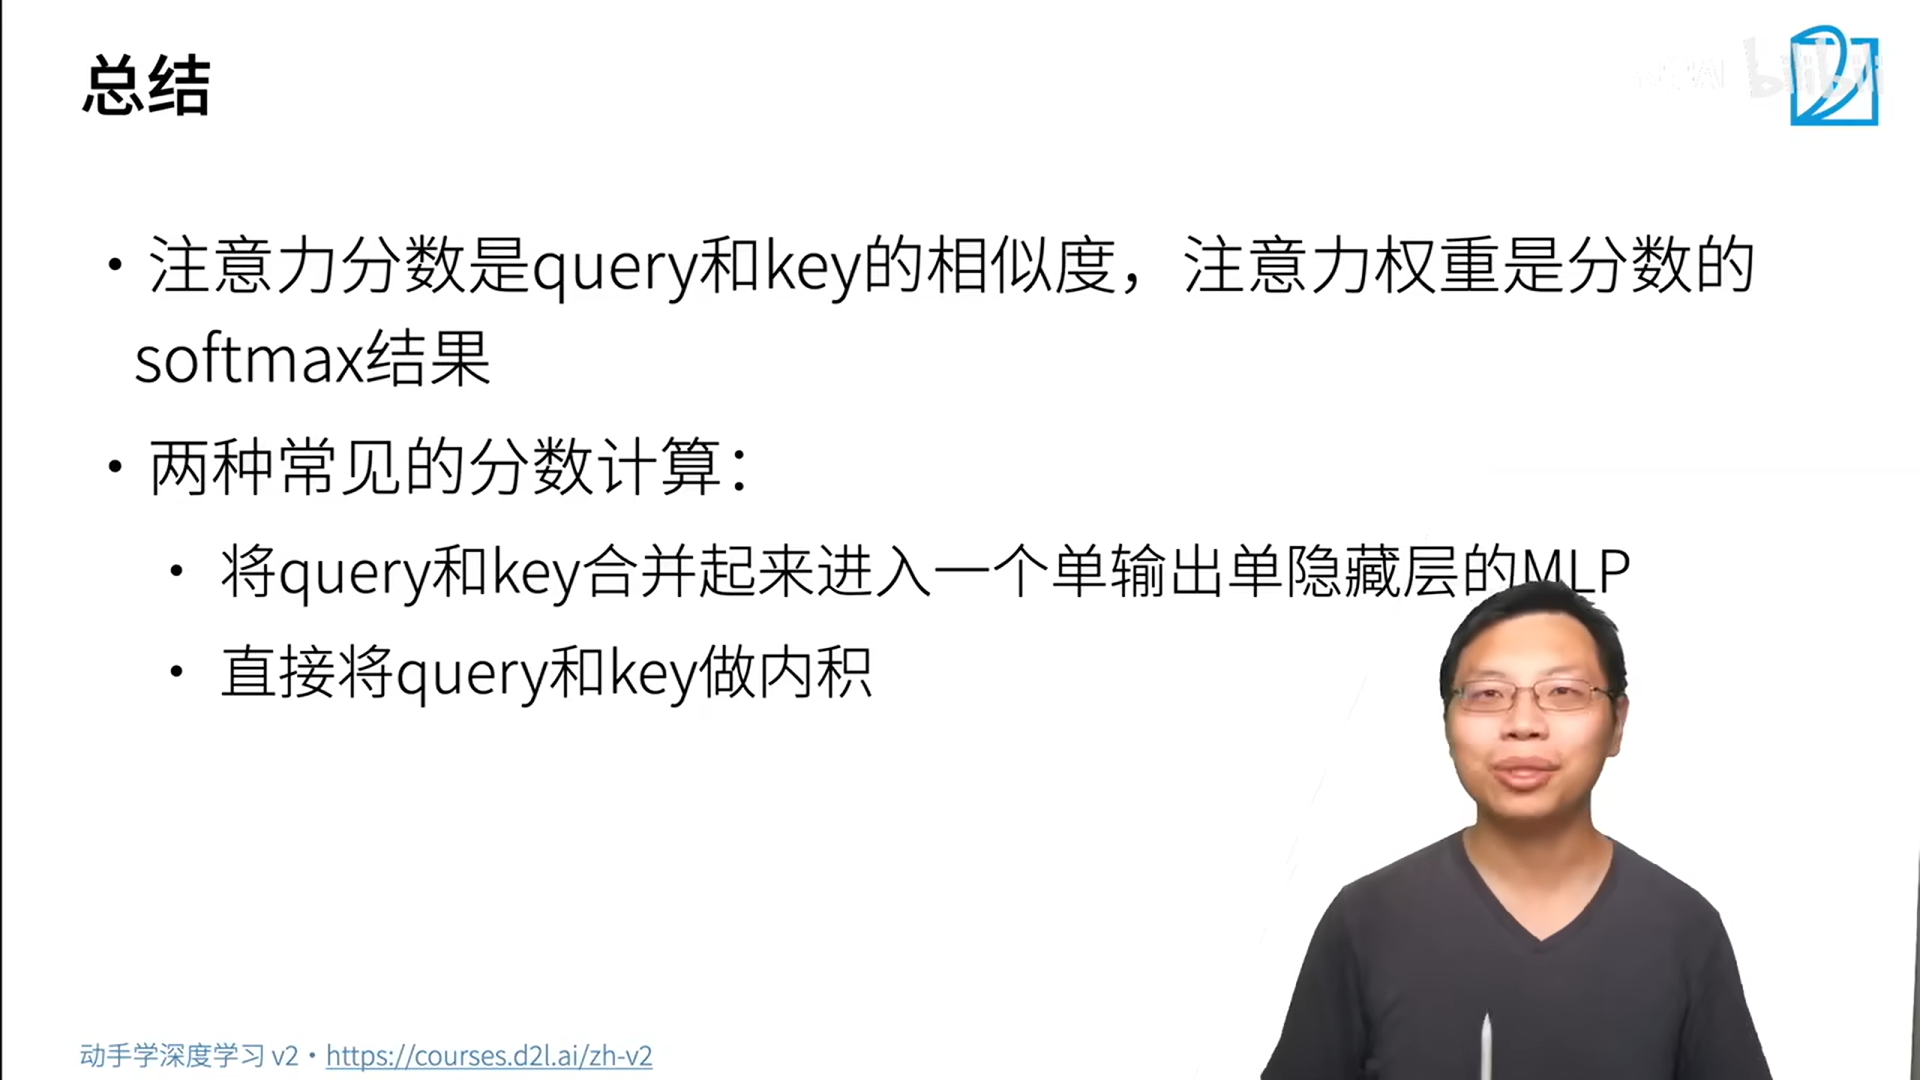 总结
• 注意力分数是query和key的相似度，注意力权重是分数的
softmax结果
• 两种常见的分数计算：
• 将query和key合并起来进入一个单输出单隐藏层的MLP
• 直接将query和key做内积
动手学深度学习 v2 • https://courses.d2l.ai/zh-v2
bilibili